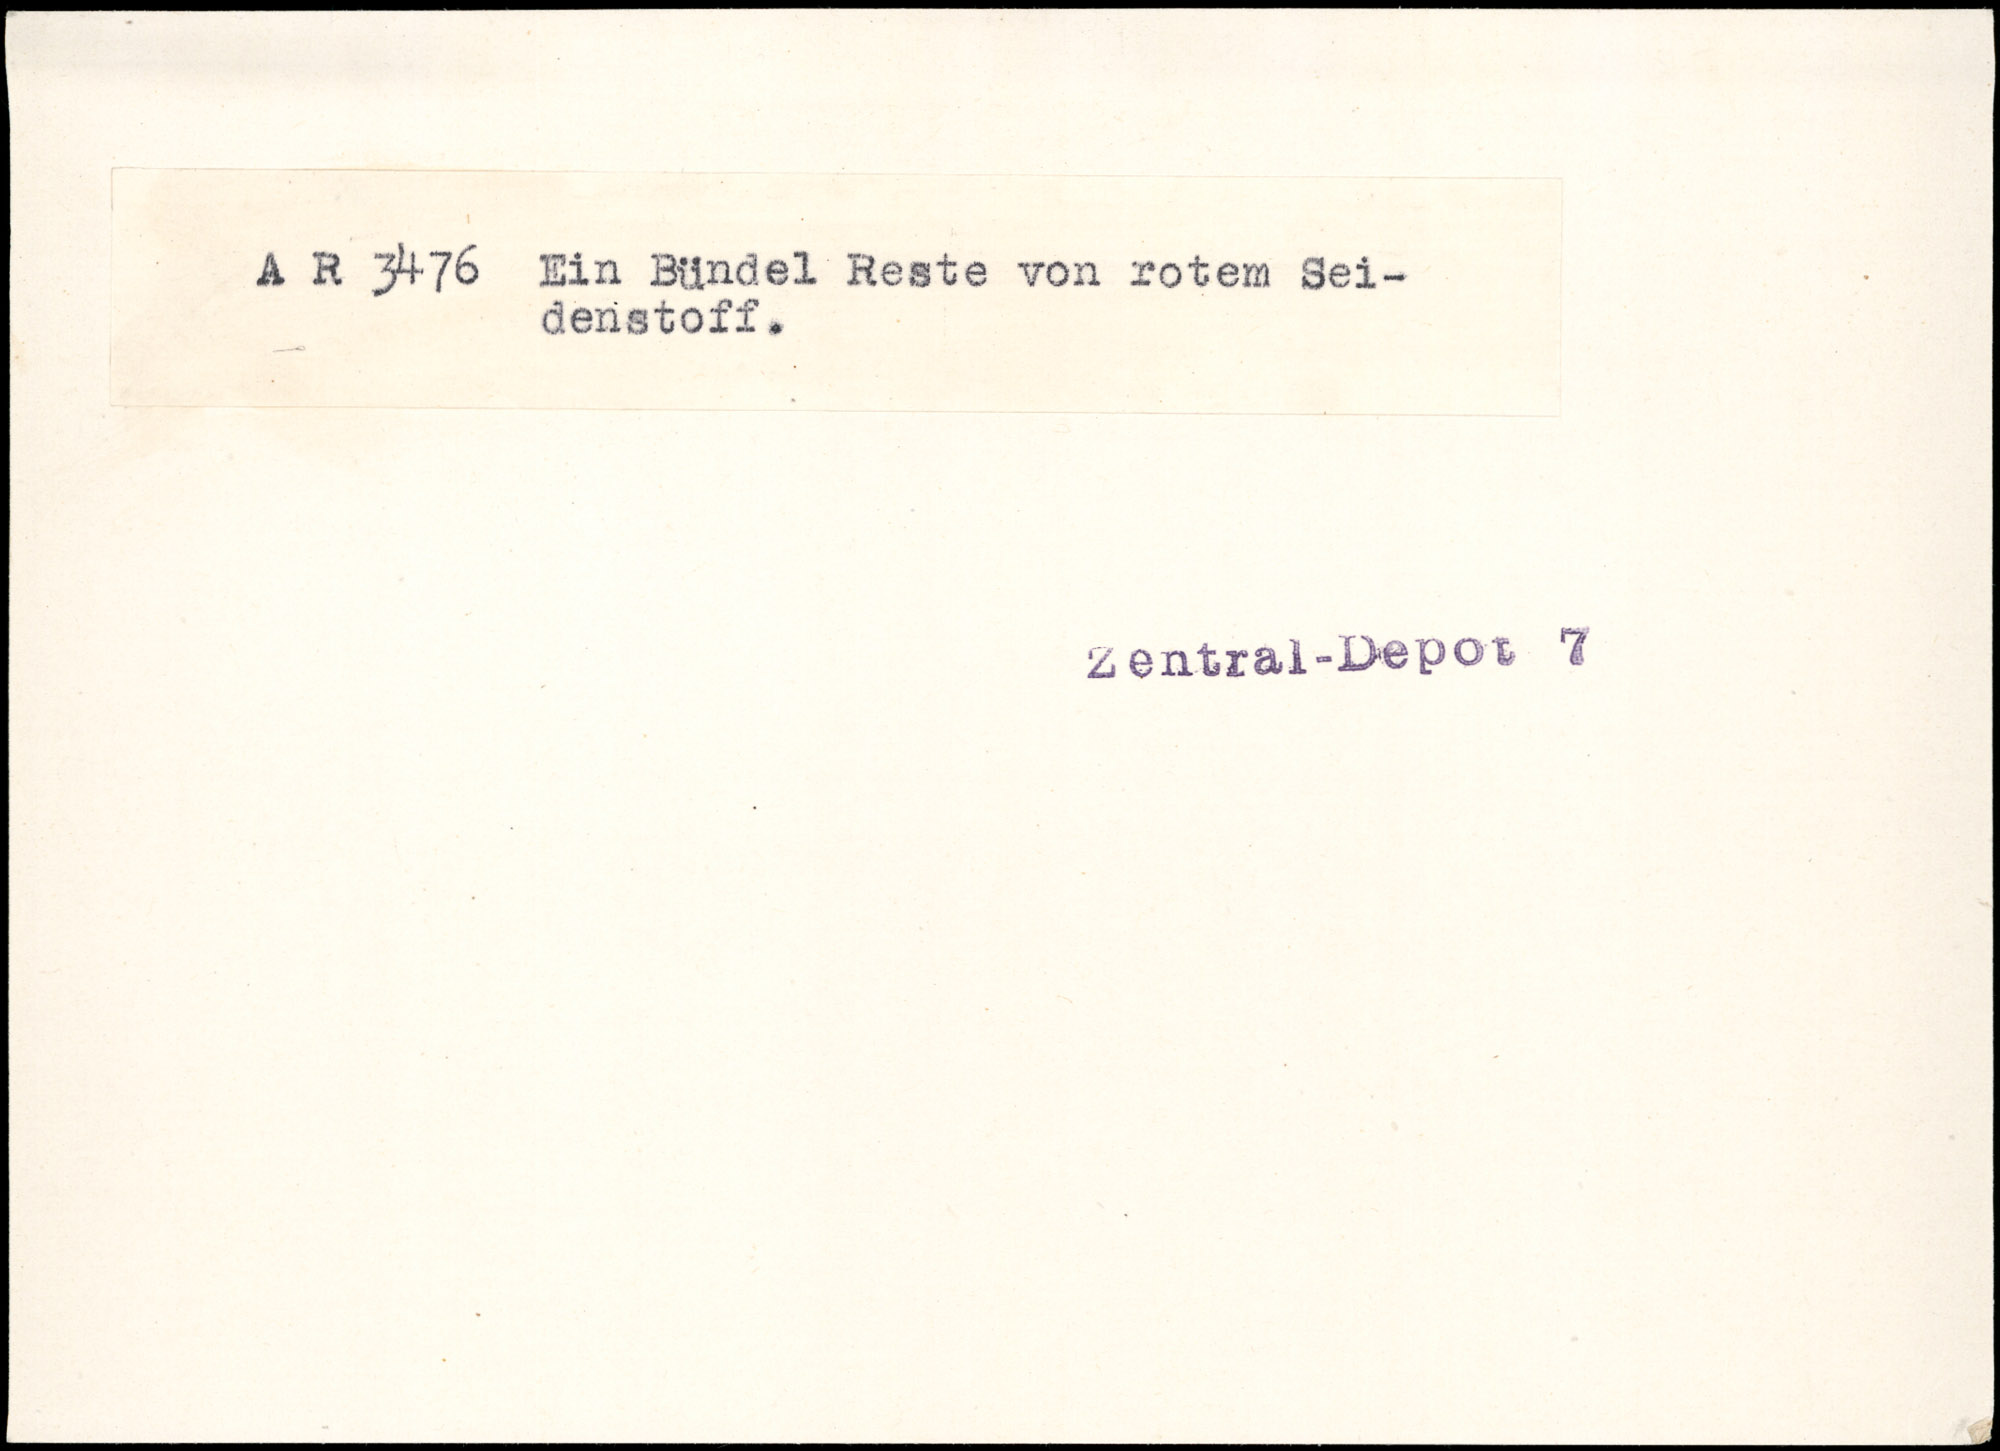 A R 3476 Ein Bündel Reste von rotem Sei-
denstoff.
Zentral-Depot 7